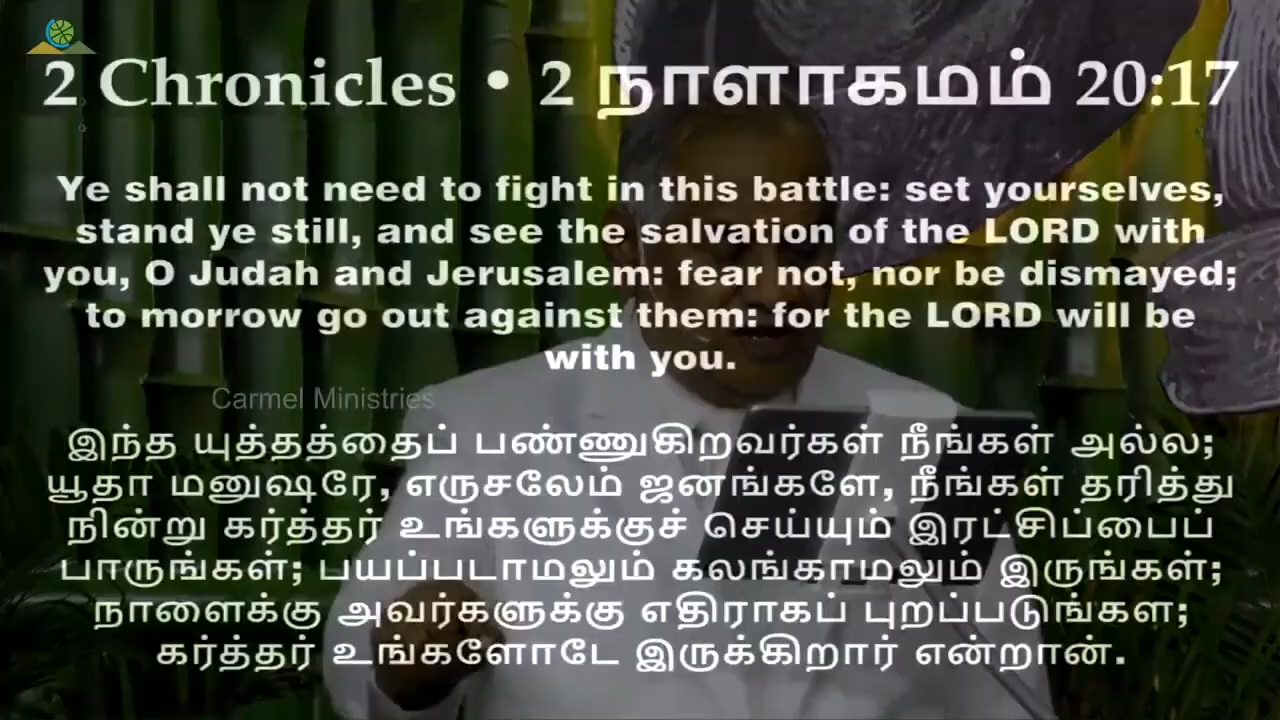 2 Chronicles • 2 நாளாகமம் 20:17
Ye shall not need to fight in this battle: set yourselves,
stand ye still, and see the salvation of the LORD with
you, O Judah and Jerusalem: fear not, nor be dismayed;
to morrow go out against them: for the LORD will be
with you.
Carmel Ministries
இந்த யுத்தத்தைப் பண்ணுகிறவர்கள் நீங்கள் அல்ல;
யூதா மனுஷரே, எருசலேம் ஜனங்களே, நீங்கள் தரித்து
நின்று கர்த்தர் உங்களுக்குச் செய்யும் இரட்சிப்பைப்
பாருங்கள்; பயப்படாமலும் கலங்காமலும் இருங்கள்;
நாளைக்கு அவர்களுக்கு எதிராகப் புறப்படுங்கள;
கர்த்தர் உங்களோடே இருக்கிறார் என்றான்.